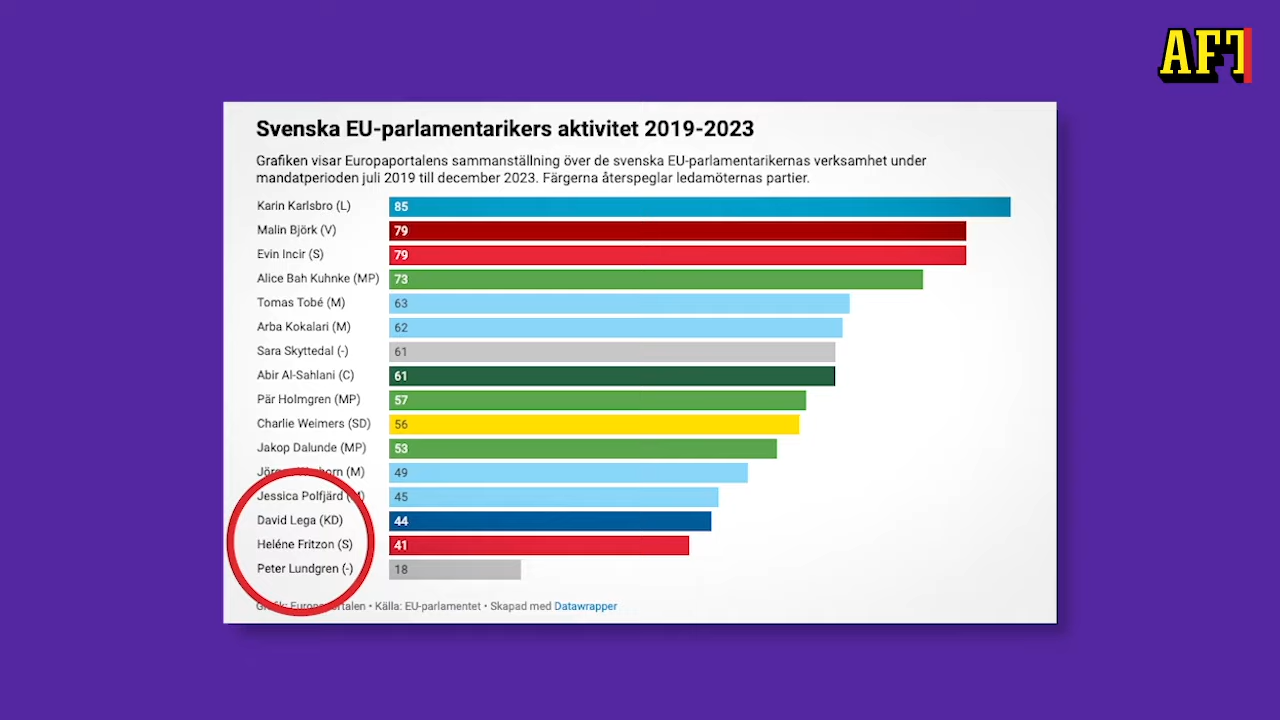 AFT
Svenska EU-parlamentarikers aktivitet 2019-2023
Grafiken visar Europaportalens sammanställning över de svenska EU-parlamentarikernas verksamhet under
mandatperioden juli 2019 till december 2023. Färgerna återspeglar ledamöternas partier.
Karin Karlsbro (L) 85
Malin Björk (V) 79
Evin Incir (S) 79
Alice Bah Kuhnke (MP) 73
Tomas Tobé (M) 63
Arba Kokalari (M) 62
Sara Skyttedal (-) 61
Abir Al-Sahlani (C) 61
Pär Holmgren (MP) 57
Charlie Weimers (SD) 56
Jakop Dalunde (MP) 53
(M) 49
Jessica Polfjärd (M) 45
David Lega (KD) 44
Heléne Fritzon (S) 41
Peter Lundgren (-) 18
Grafik: Europaportalen • Källa: EU-parlamentet • Skapad med Datawrapper